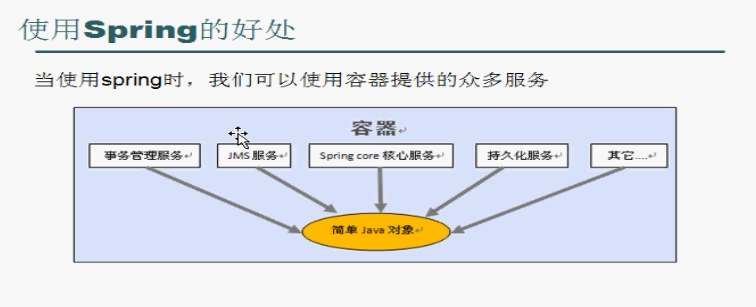 使用Spring的好处
当使用spring时，我们可以使用容器提供的众多服务
容器
事务管理服务
JMS 服务
Spring core 核心服务
持久化服务
其它....
简单 Java 对象